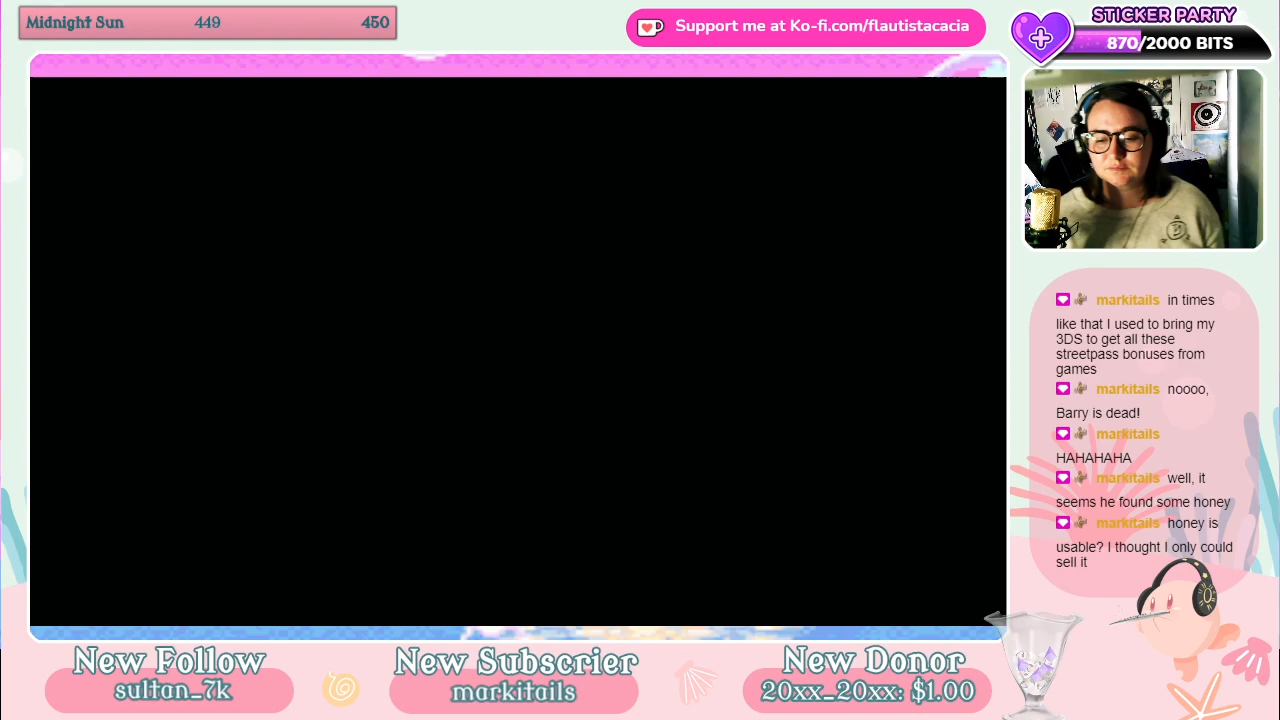 Midnight Sun 449 450
Support me at Ko-fi.com/flautistacacia
STICKER PARTY
870/2000 BITS
markitails in times
like that I used to bring my
3DS to get all these
streetpass bonuses from
games
markitails noooo,
Barry is dead!
markitails
HAHAHAHA
markitails well, it
seems he found some honey
markitails honey is
usable? I thought I only could
sell it
New Follow
sultan_7k
New Subscriber
markitails
New Donor
20xx_20xx: $1.00